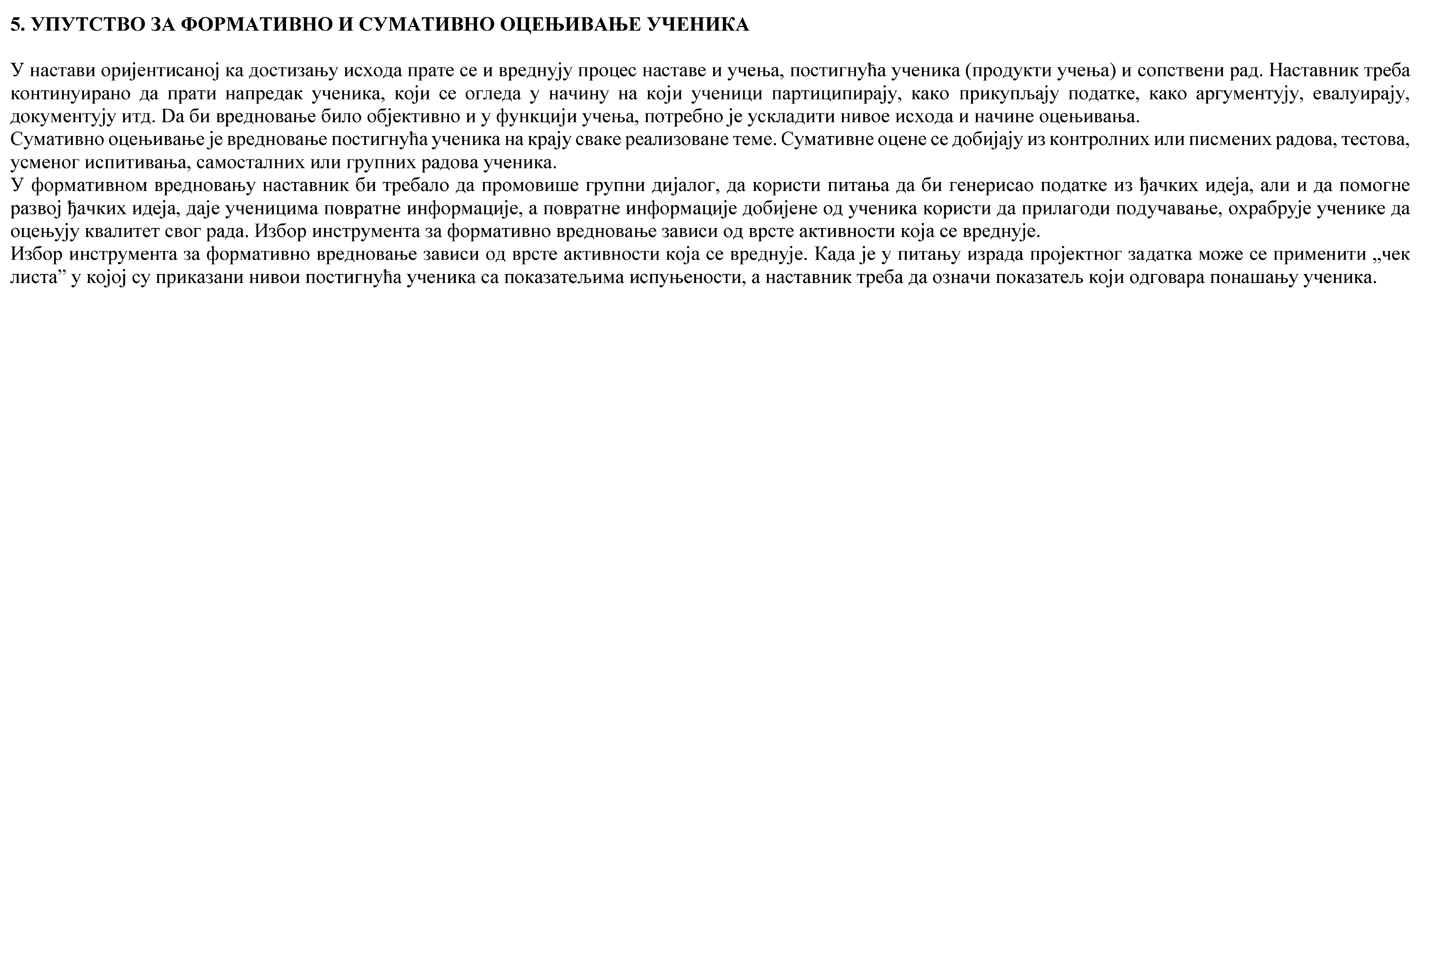 5. УПУТСТВО ЗА ФОРМАТИВНО И СУМАТИВНО ОЦЕЊИВАЊЕ УЧЕНИКА
У настави оријентисаној ка достизању исхода прате се и вреднују процес наставе и учења, постигнућа ученика (продукти учења) и сопствени рад. Наставник треба
континуирано да прати напредак ученика, који се огледа у начину на који ученици партиципирају, како прикупљају податке, како аргументују, евалуирају,
документују итд. Dа би вредновање било објективно и у функцији учења, потребно је ускладити нивое исхода и начине оцењивања.
Сумативно оцењивање је вредновање постигнућа ученика на крају сваке реализоване теме. Сумативне оцене се добијају из контролних или писмених радова, тестова,
усменог испитивања, самосталних или групних радова ученика.
У формативном вредновању наставник би требало да промовише групни дијалог, да користи питања да би генерисао податке из ђачких идеја, али и да помогне
развој ђачких идеја, даје ученицима повратне информације, а повратне информације добијене од ученика користи да прилагоди подучавање, охрабрује ученике да
оцењују квалитет свог рада. Избор инструмента за формативно вредновање зависи од врсте активности која се вреднује.
Избор инструмента за формативно вредновање зависи од врсте активности која се вреднује. Када је у питању израда пројектног задатка може се применити „чек
листа” у којој су приказани нивои постигнућа ученика са показатељима испуњености, а наставник треба да означи показатељ који одговара понашању ученика.